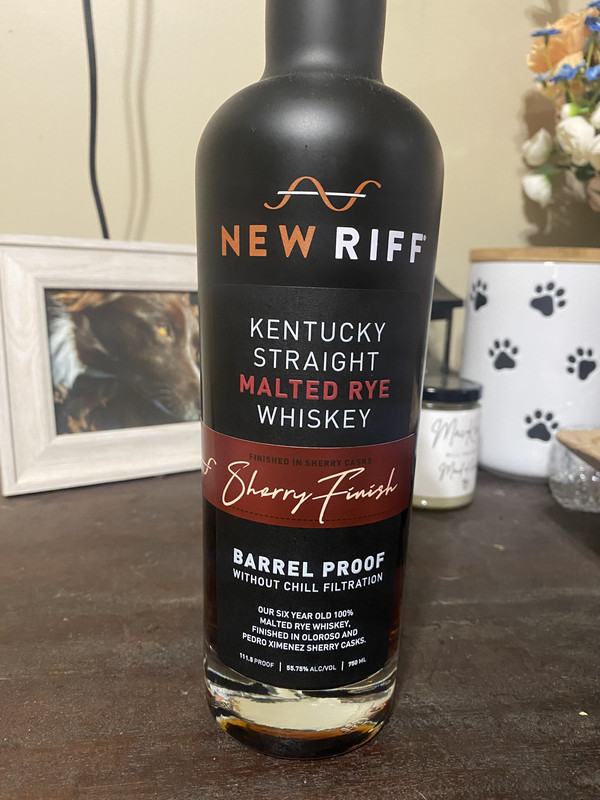 NEW RIFF®
KENTUCKY
STRAIGHT
MALTED RYE
WHISKEY
FINISHED IN SHERRY CASKS
Sherry Finish
BARREL PROOF
WITHOUT CHILL FILTRATION
OUR SIX YEAR OLD 100%
MALTED RYE WHISKEY,
FINISHED IN OLOROSO AND
PEDRO XIMENEZ SHERRY CASKS.
111.5 PROOF | 55.75% ALC/VOL | 750 ML